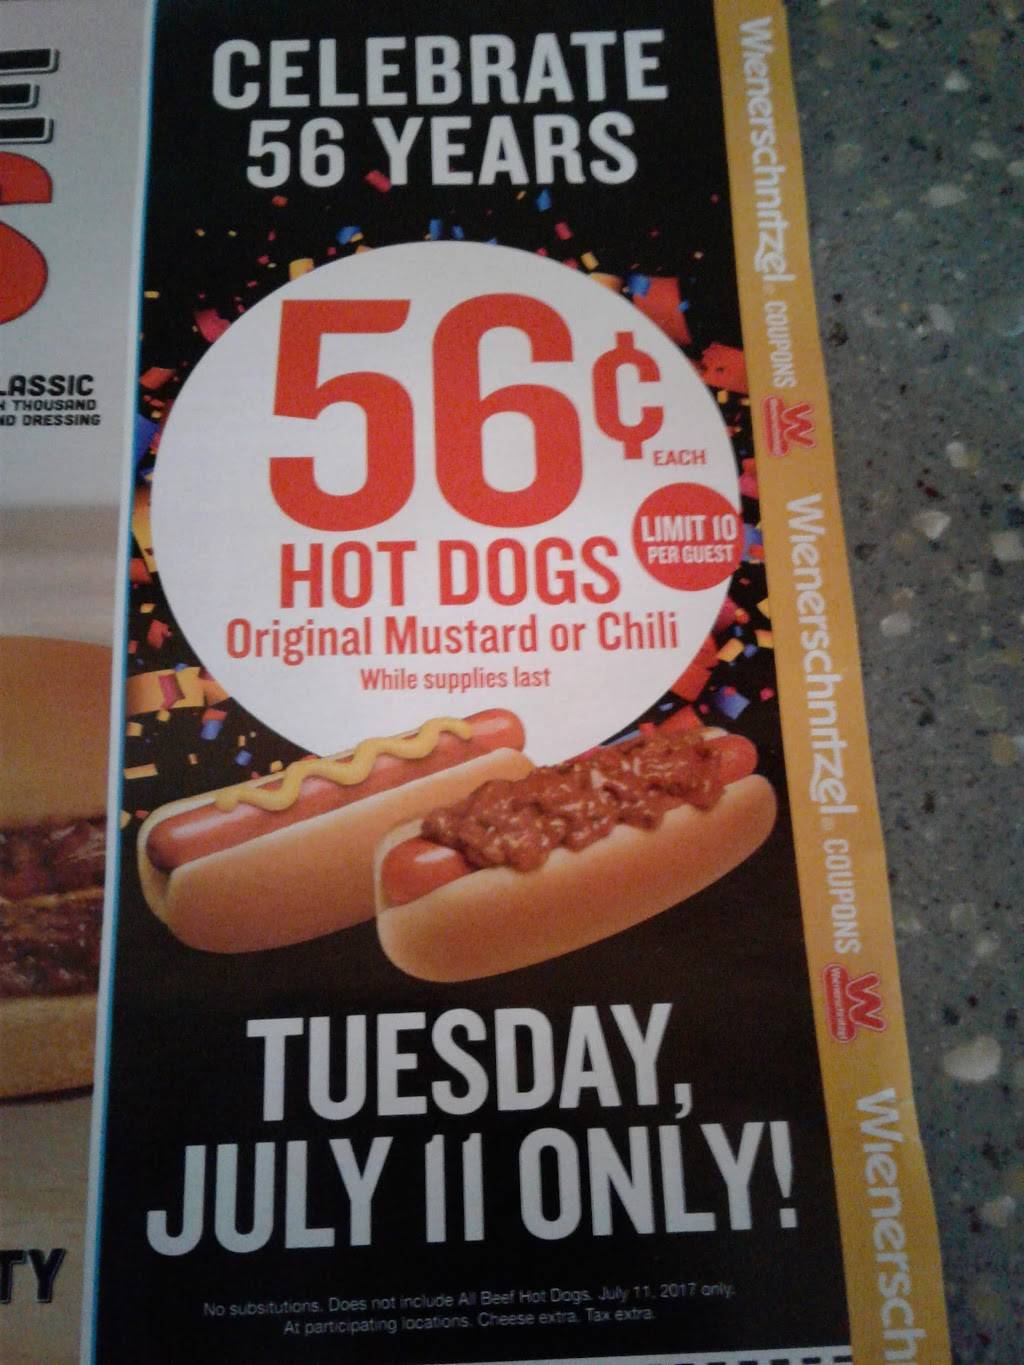 CELEBRATE
56 YEARS
56¢
EACH
LIMIT 10
PER GUEST
HOT DOGS
Original Mustard or Chili
While supplies last
TUESDAY,
JULY 11 ONLY!
No subsitutions. Does not include All Beef Hot Dogs. July 11, 2017 only.
At participating locations. Cheese extra. Tax extra.
Wienerschnitzel COUPONS W Wienerschnitzel COUPONS W Wienerschnitzel Wienersch
E
S
LASSIC
THOUSAND
ND DRESSING
TY